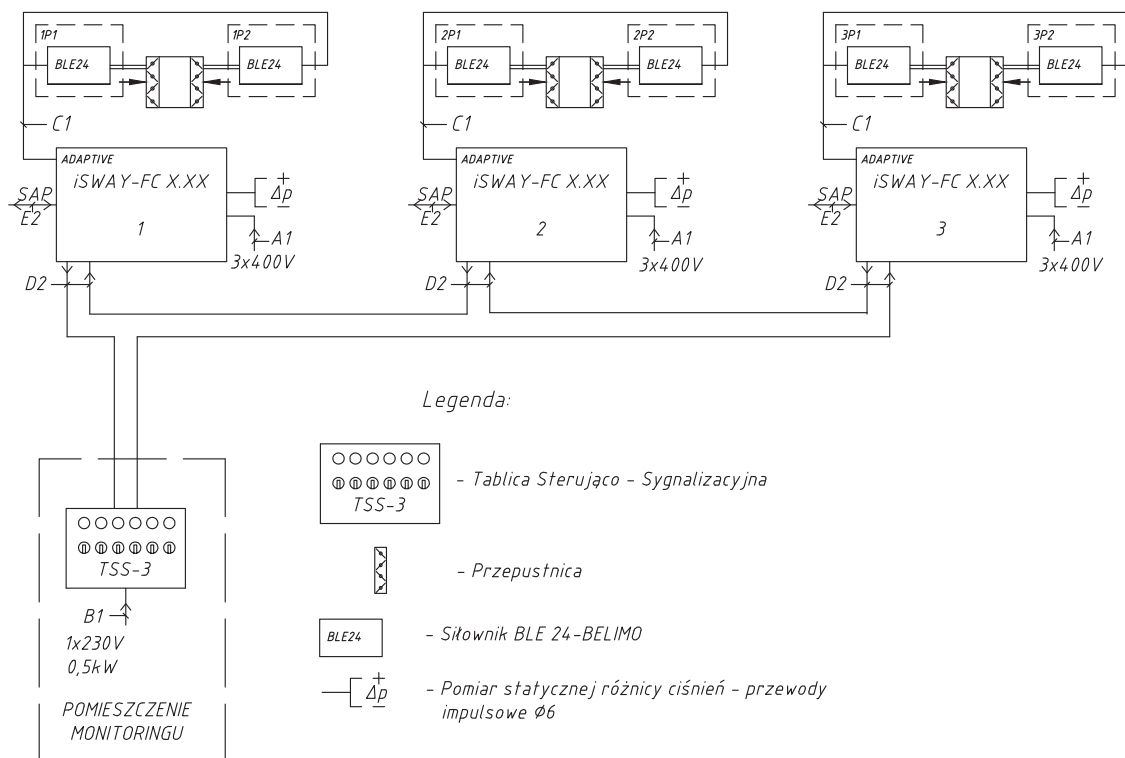 1P1
1P2
BLE24
BLE24
C1
ADAPTIVE
iSWAY-FC X.XX
1
SAP
E2
+
Δp
-
A1
3x400V
D2
2P1
2P2
BLE24
BLE24
C1
ADAPTIVE
iSWAY-FC X.XX
2
SAP
E2
+
Δp
-
A1
3x400V
D2
3P1
3P2
BLE24
BLE24
C1
ADAPTIVE
iSWAY-FC X.XX
3
SAP
E2
+
Δp
-
A1
3x400V
D2
TSS-3
B1
1x230V
0,5kW
POMIESZCZENIE
MONITORINGU
Legenda:
TSS-3
- Tablica Sterująco - Sygnalizacyjna
- Przepustnica
BLE24
- Siłownik BLE 24-BELIMO
+
Δp
-
- Pomiar statycznej różnicy ciśnień - przewody
impulsowe Ø6